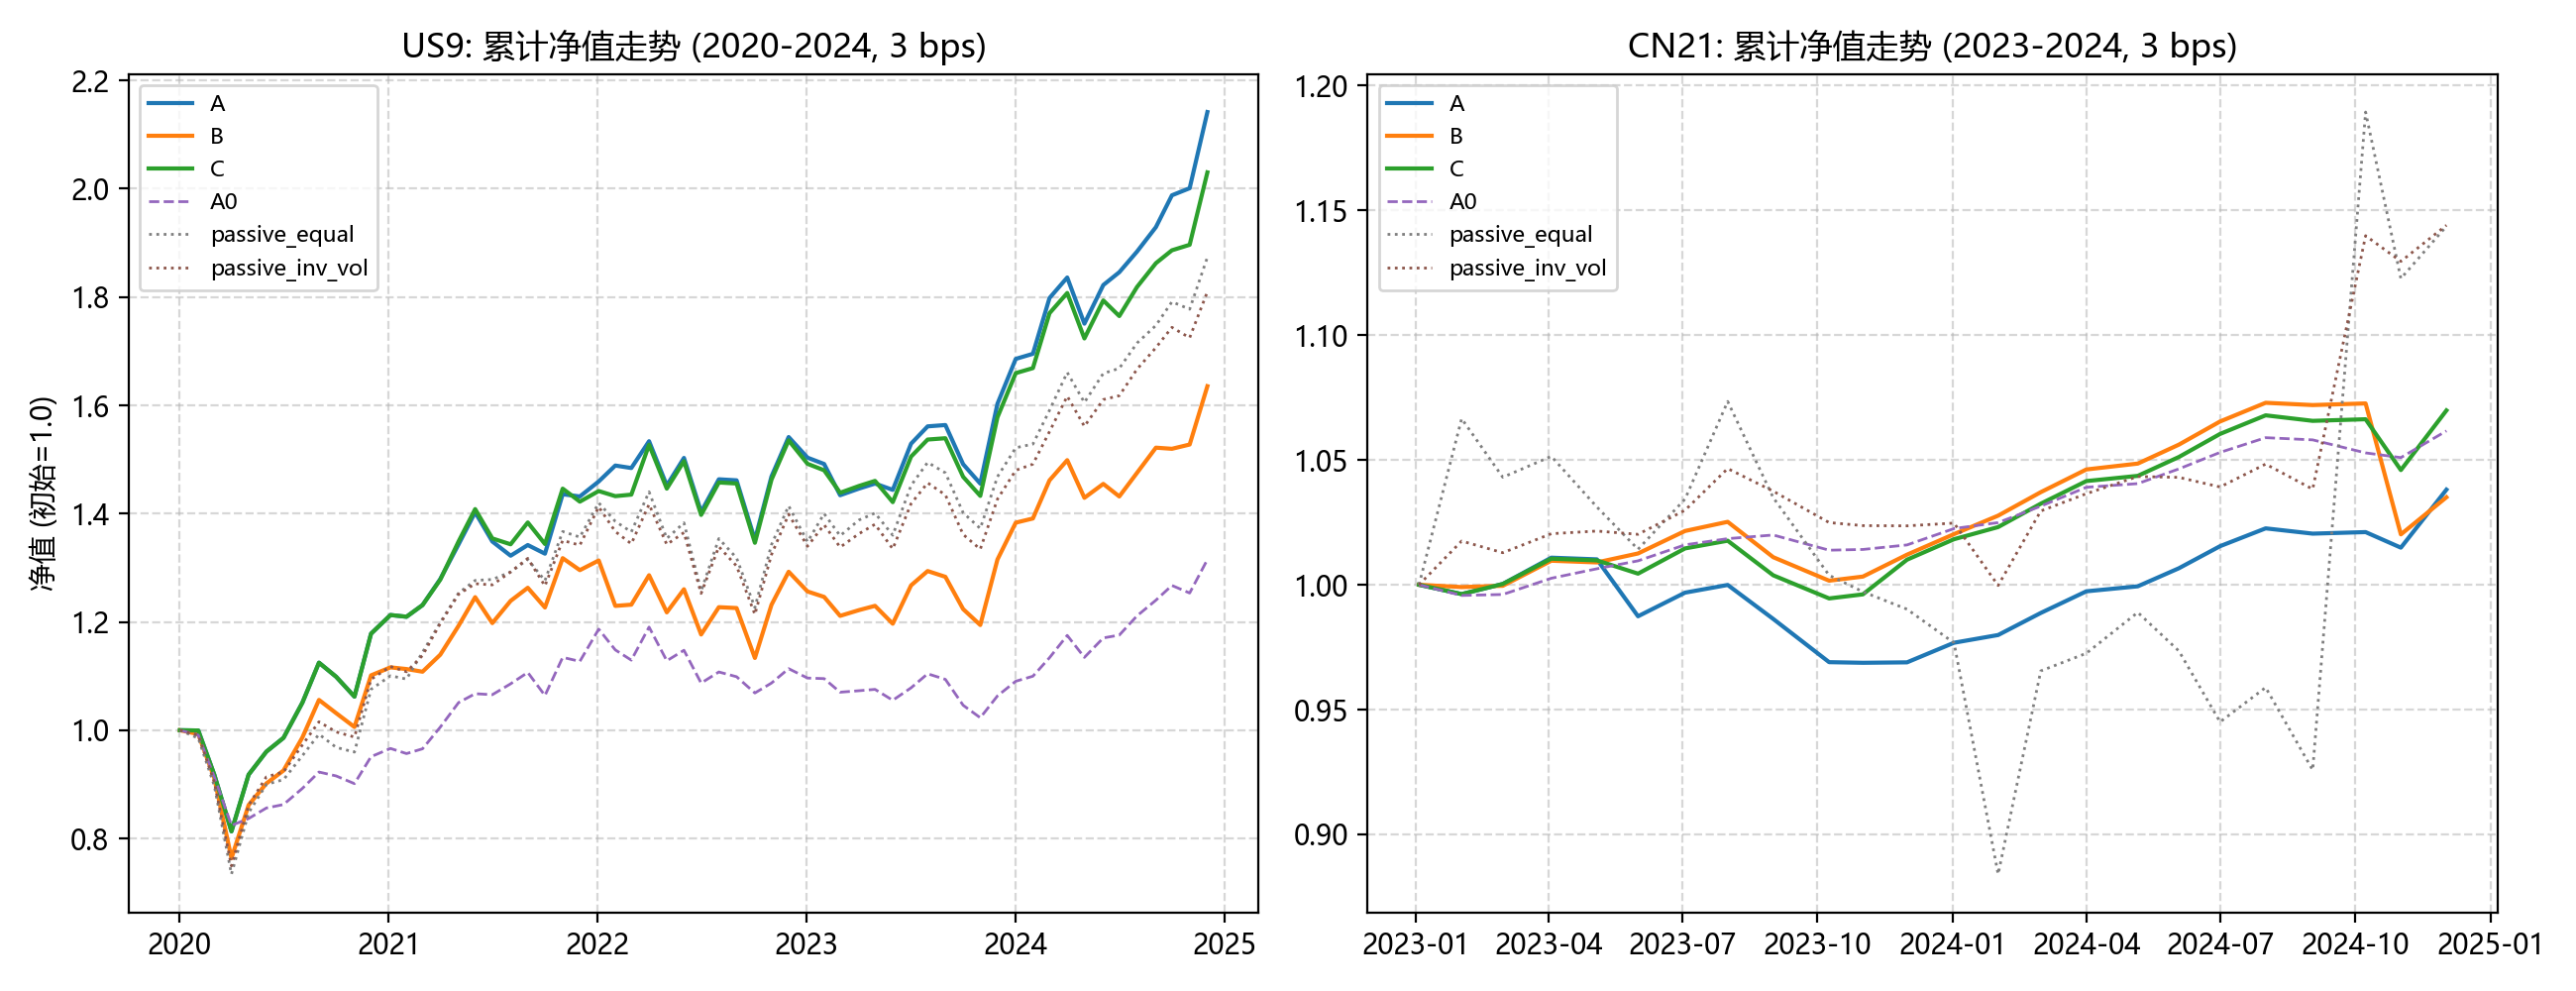 US9: 累计净值走势 (2020-2024, 3 bps)
净值 (初始=1.0)
2.2
2.0
1.8
1.6
1.4
1.2
1.0
0.8
A
B
C
A0
passive_equal
passive_inv_vol
2020
2021
2022
2023
2024
2025
CN21: 累计净值走势 (2023-2024, 3 bps)
1.20
1.15
1.10
1.05
1.00
0.95
0.90
A
B
C
A0
passive_equal
passive_inv_vol
2023-01
2023-04
2023-07
2023-10
2024-01
2024-04
2024-07
2024-10
2025-01